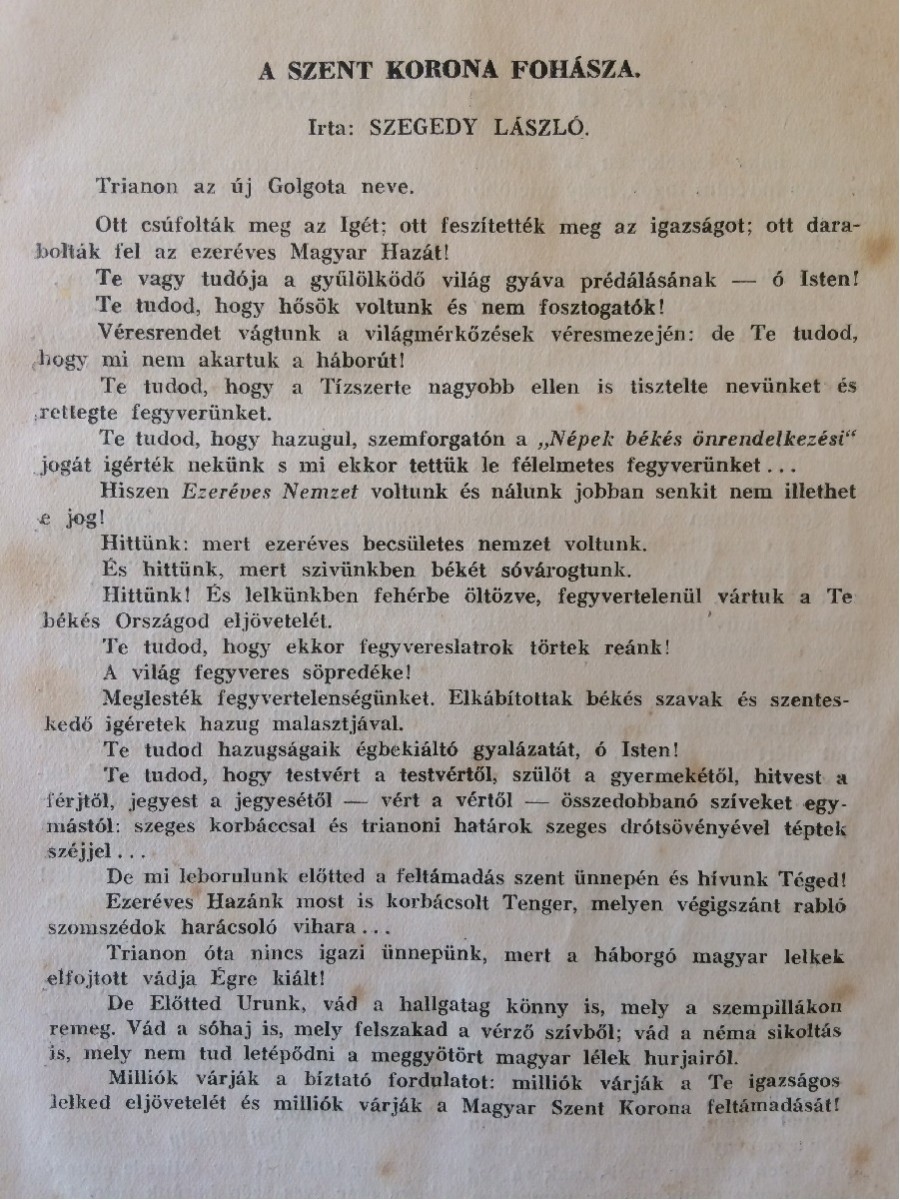 A SZENT KORONA FOHÁSZA.
Irta: SZEGEDY LÁSZLÓ.
Trianon az új Golgota neve.
Ott csúfolták meg az Igét; ott feszítették meg az igazságot; ott dara-
bolták fel az ezeréves Magyar Hazát!
Te vagy tudója a gyűlölködő világ gyáva prédálásának — ó Isten!
Te tudod, hogy hősök voltunk és nem fosztogatók!
Véresrendet vágtunk a világmérkőzések véresmezején: de Te tudod,
hogy mi nem akartuk a háborút!
Te tudod, hogy a Tízszerte nagyobb ellen is tisztelte nevünket és
rettegte fegyverünket.
Te tudod, hogy hazugul, szemforgatón a „Népek békés önrendelkezési“
jogát igérték nekünk s mi ekkor tettük le félelmetes fegyverünket...
Hiszen Ezeréves Nemzet voltunk és nálunk jobban senkit nem illethet
e jog!
Hittünk: mert ezeréves becsületes nemzet voltunk.
És hittünk, mert szivünkben békét sóvárogtunk.
Hittünk! És lelkünkben fehérbe öltözve, fegyvertelenül vártuk a Te
békés Országod eljövetelét.
Te tudod, hogy ekkor fegyvereslatrok törtek reánk!
A világ fegyveres söpredéke!
Meglesték fegyvertelenségünket. Elkábítottak békés szavak és szentes-
kedő igéretek hazug malasztjával.
Te tudod hazugságaik égbekiáltó gyalázatát, ó Isten!
Te tudod, hogy testvért a testvértől, szülőt a gyermekétől, hitvest a
férjtől, jegyest a jegyesétől — vért a vértől — összedobbanó szíveket egy-
mástól: szeges korbáccsal és trianoni határok szeges drótsövényével téptek
széjjel...
De mi leborulunk előtted a feltámadás szent ünnepén és hívunk Téged!
Ezeréves Hazánk most is korbácsolt Tenger, melyen végigszánt rabló
szomszédok harácsoló vihara...
Trianon óta nincs igazi ünnepünk, mert a háborgó magyar lelkek
elfojtott vádja Égre kiált!
De Előtted Urunk, vád a hallgatag könny is, mely a szempillákon
remeg. Vád a sóhaj is, mely felszakad a vérző szívből; vád a néma sikoltás
is, mely nem tud letépődni a meggyötört magyar lélek hurjairól.
Milliók várják a bíztató fordulatot: milliók várják a Te igazságos
lelked eljövetelét és milliók várják a Magyar Szent Korona feltámadását!